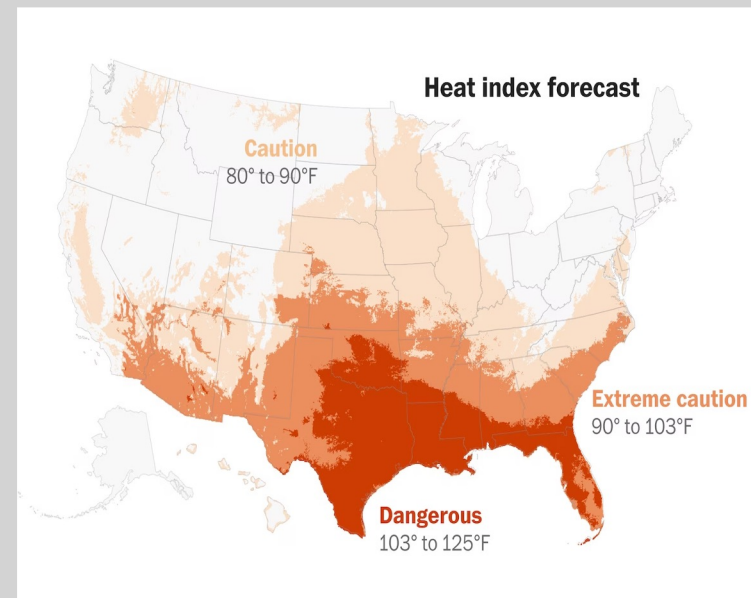 Heat index forecast
Caution
80° to 90°F
Extreme caution
90° to 103°F
Dangerous
103° to 125°F